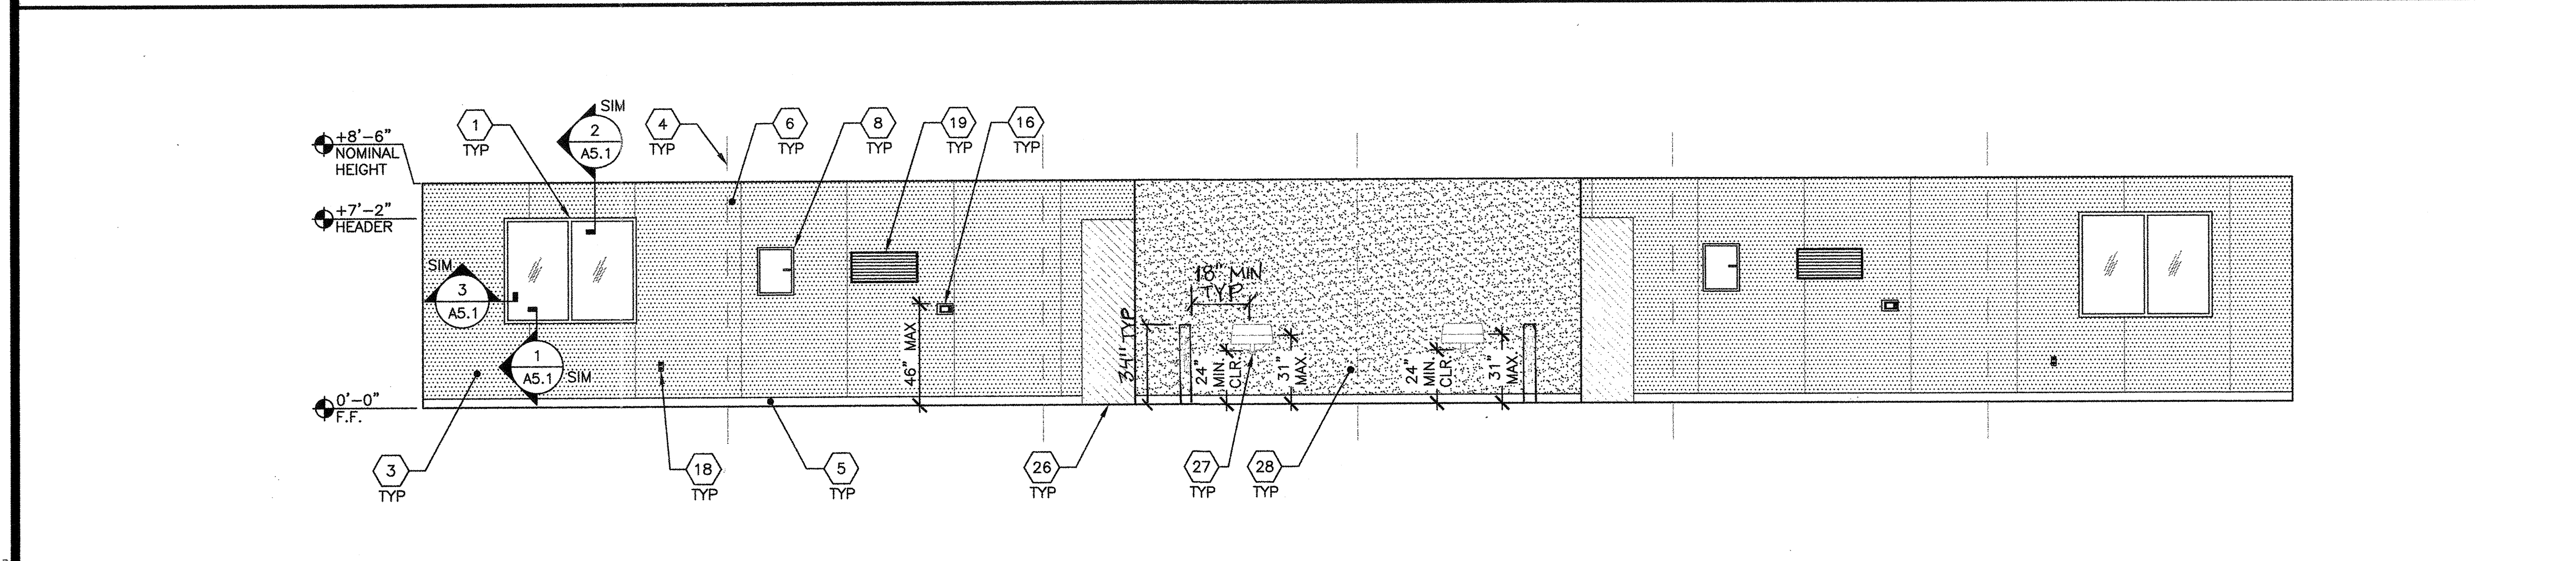 SIM
2
A5.1
1
TYP
4
TYP
6
TYP
8
TYP
19
TYP
16
TYP
+8'-6"
NOMINAL
HEIGHT
+7'-2"
HEADER
SIM
3
A5.1
1
A5.1
SIM
46" MAX
34" TYP
18" MIN
TYP
24"
MIN.
CLR"
31"
MAX.
24"
MIN.
CLR
31"
MAX.
0'-0"
F.F.
3
TYP
18
TYP
5
TYP
26
TYP
27
TYP
28
TYP